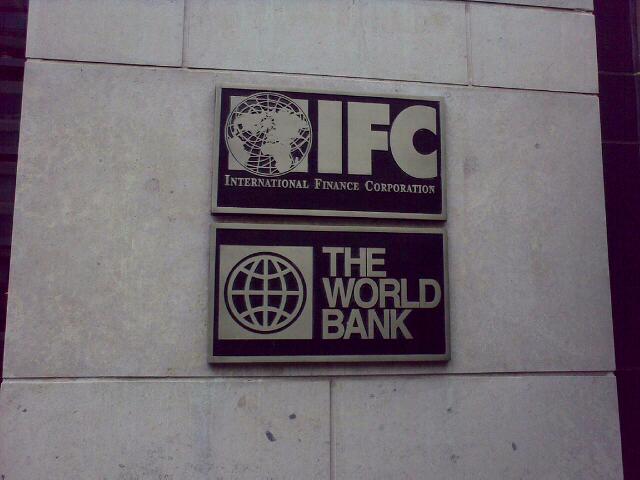 IFC
INTERNATIONAL FINANCE CORPORATION
THE
WORLD
BANK